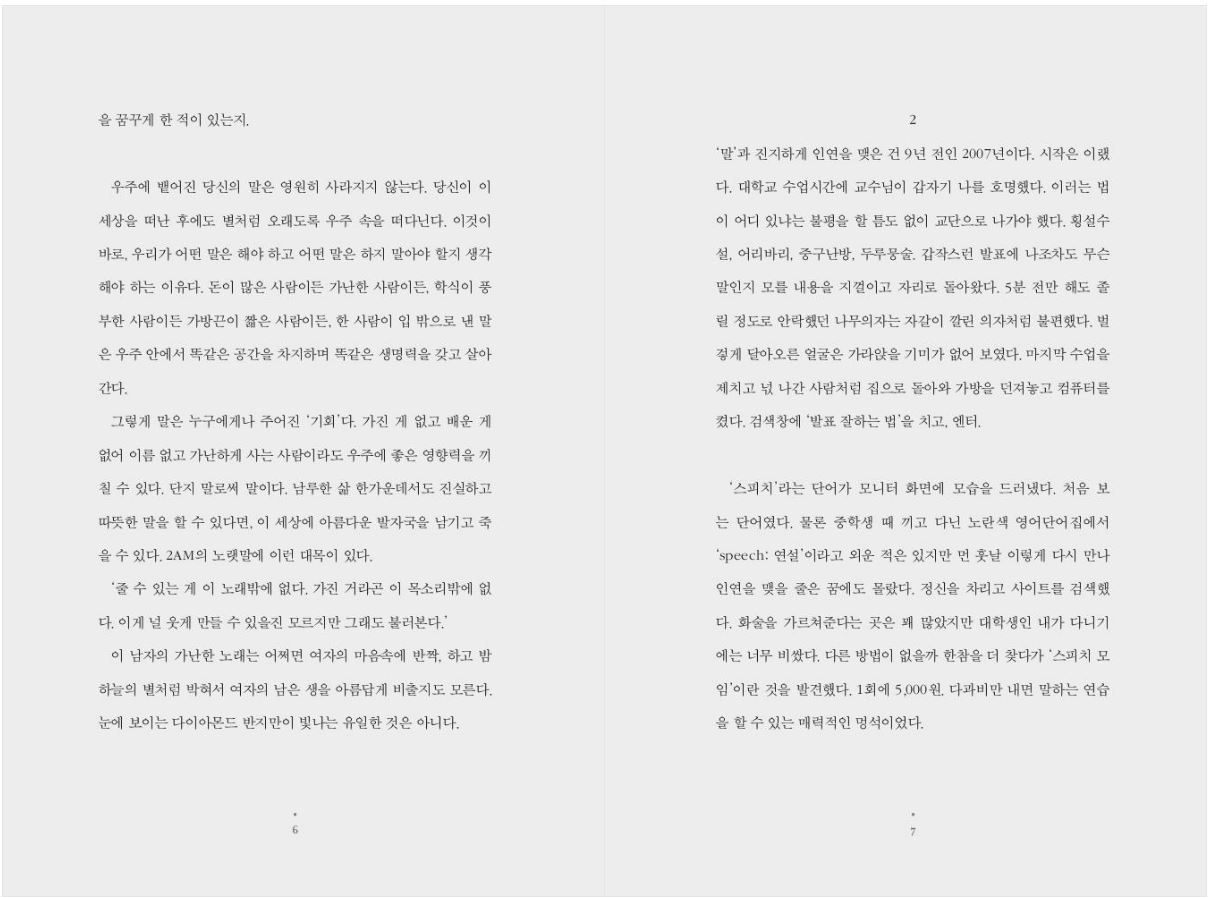 을 꿈꾸게 한 적이 있는지.
우주에 뱉어진 당신의 말은 영원히 사라지지 않는다. 당신이 이
세상을 떠난 후에도 별처럼 오래도록 우주 속을 떠다닌다. 이것이
바로, 우리가 어떤 말은 해야 하고 어떤 말은 하지 말아야 할지 생각
해야 하는 이유다. 돈이 많은 사람이든 가난한 사람이든, 학식이 풍
부한 사람이든 가방끈이 짧은 사람이든, 한 사람이 입 밖으로 낸 말
은 우주 안에서 똑같은 공간을 차지하며 똑같은 생명력을 갖고 살아
간다.
그렇게 말은 누구에게나 주어진 ‘기회’다. 가진 게 없고 배운 게
없어 이름 없고 가난하게 사는 사람이라도 우주에 좋은 영향력을 끼
칠 수 있다. 단지 말로써 말이다. 남루한 삶 한가운데서도 진실하고
따뜻한 말을 할 수 있다면, 이 세상에 아름다운 발자국을 남기고 죽
을 수 있다. 2AM의 노랫말에 이런 대목이 있다.
‘줄 수 있는 게 이 노래밖에 없다. 가진 거라곤 이 목소리밖에 없
다. 이게 널 웃게 만들 수 있을진 모르지만 그래도 불러본다.’
이 남자의 가난한 노래는 어쩌면 여자의 마음속에 반짝, 하고 밤
하늘의 별처럼 박혀서 여자의 남은 생을 아름답게 비출지도 모른다.
눈에 보이는 다이아몬드 반지만이 빛나는 유일한 것은 아니다.
6
2
‘말’과 진지하게 인연을 맺은 건 9년 전인 2007년이다. 시작은 이랬
다. 대학교 수업시간에 교수님이 갑자기 나를 호명했다. 이러는 법
이 어디 있냐는 불평을 할 틈도 없이 교단으로 나가야 했다. 횡설수
설, 어리바리, 중구난방, 두루뭉술. 갑작스런 발표에 나조차도 무슨
말인지 모를 내용을 지껄이고 자리로 돌아왔다. 5분 전만 해도 졸
릴 정도로 안락했던 나무의자는 자갈이 깔린 의자처럼 불편했다. 벌
겋게 달아오른 얼굴은 가라앉을 기미가 없어 보였다. 마지막 수업을
제치고 넋 나간 사람처럼 집으로 돌아와 가방을 던져놓고 컴퓨터를
켰다. 검색창에 ‘발표 잘하는 법’을 치고, 엔터.
‘스피치’라는 단어가 모니터 화면에 모습을 드러냈다. 처음 보
는 단어였다. 물론 중학생 때 끼고 다닌 노란색 영어단어집에서
‘speech: 연설’이라고 외운 적은 있지만 먼 훗날 이렇게 다시 만나
인연을 맺을 줄은 꿈에도 몰랐다. 정신을 차리고 사이트를 검색했
다. 화술을 가르쳐준다는 곳은 꽤 많았지만 대학생인 내가 다니기
에는 너무 비쌌다. 다른 방법이 없을까 한참을 더 찾다가 ‘스피치 모
임’이란 것을 발견했다. 1회에 5,000원. 다과비만 내면 말하는 연습
을 할 수 있는 매력적인 멍석이었다.
7